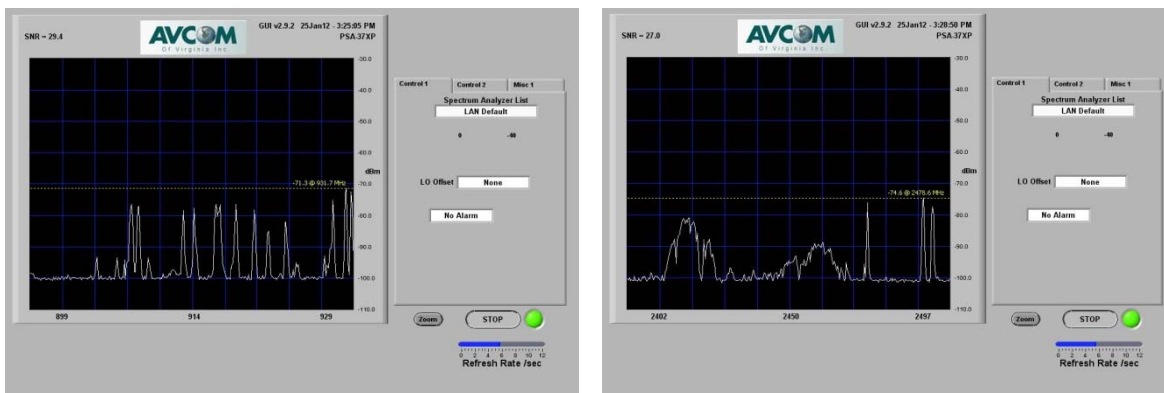 SNR = 29.4
AVCOM
Of Virginia Inc.
GUI v2.9.2 25Jan12 - 3:25:05 PM
PSA-37XP
-30.0
-40.0
-50.0
-60.0
dBm
-70.0
-80.0
-90.0
-100.0
-110.0
-71.3 @ 931.7 MHz
899 914 929
Control 1 Control 2 Misc 1
Spectrum Analyzer List
LAN Default
0 -40
LO Offset None
No Alarm
Zoom STOP
0 2 4 6 8 10 12
Refresh Rate /sec
SNR = 27.0
AVCOM
Of Virginia Inc.
GUI v2.9.2 25Jan12 - 3:28:50 PM
PSA-37XP
-30.0
-40.0
-50.0
-60.0
dBm
-70.0
-80.0
-90.0
-100.0
-110.0
-74.6 @ 2478.6 MHz
2402 2450 2497
Control 1 Control 2 Misc 1
Spectrum Analyzer List
LAN Default
0 -40
LO Offset None
No Alarm
Zoom STOP
0 2 4 6 8 10 12
Refresh Rate /sec